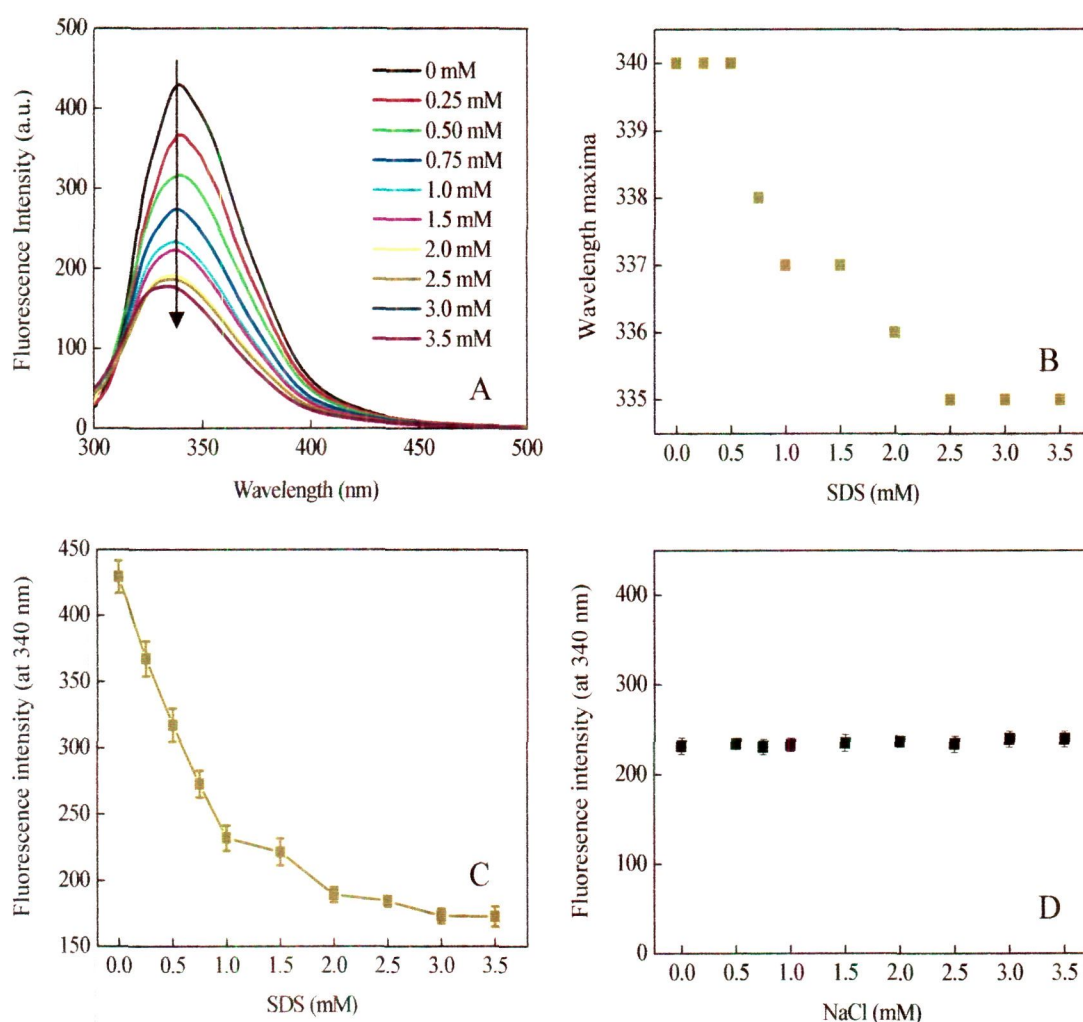 500
400
300
200
100
0
Fluorescence Intensity (a.u.)
0 mM
0.25 mM
0.50 mM
0.75 mM
1.0 mM
1.5 mM
2.0 mM
2.5 mM
3.0 mM
3.5 mM
A
300 350 400 450 500
Wavelength (nm)
340
339
338
337
336
335
Wavelength maxima
B
0.0 0.5 1.0 1.5 2.0 2.5 3.0 3.5
SDS (mM)
450
400
350
300
250
200
150
Fluorescence intensity (at 340 nm)
C
0.0 0.5 1.0 1.5 2.0 2.5 3.0 3.5
SDS (mM)
400
300
200
100
0
Fluoresence intensity (at 340 nm)
D
0.0 0.5 1.0 1.5 2.0 2.5 3.0 3.5
NaCl (mM)